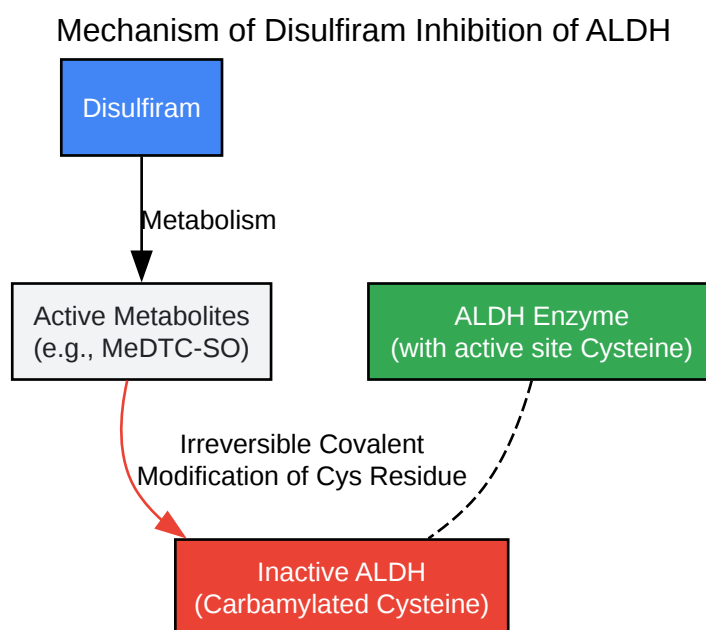 Mechanism of Disulfiram Inhibition of ALDH
Disulfiram
Metabolism
Active Metabolites
(e.g., MeDTC-SO)
ALDH Enzyme
(with active site Cysteine)
Irreversible Covalent
Modification of Cys Residue
Inactive ALDH
(Carbamylated Cysteine)